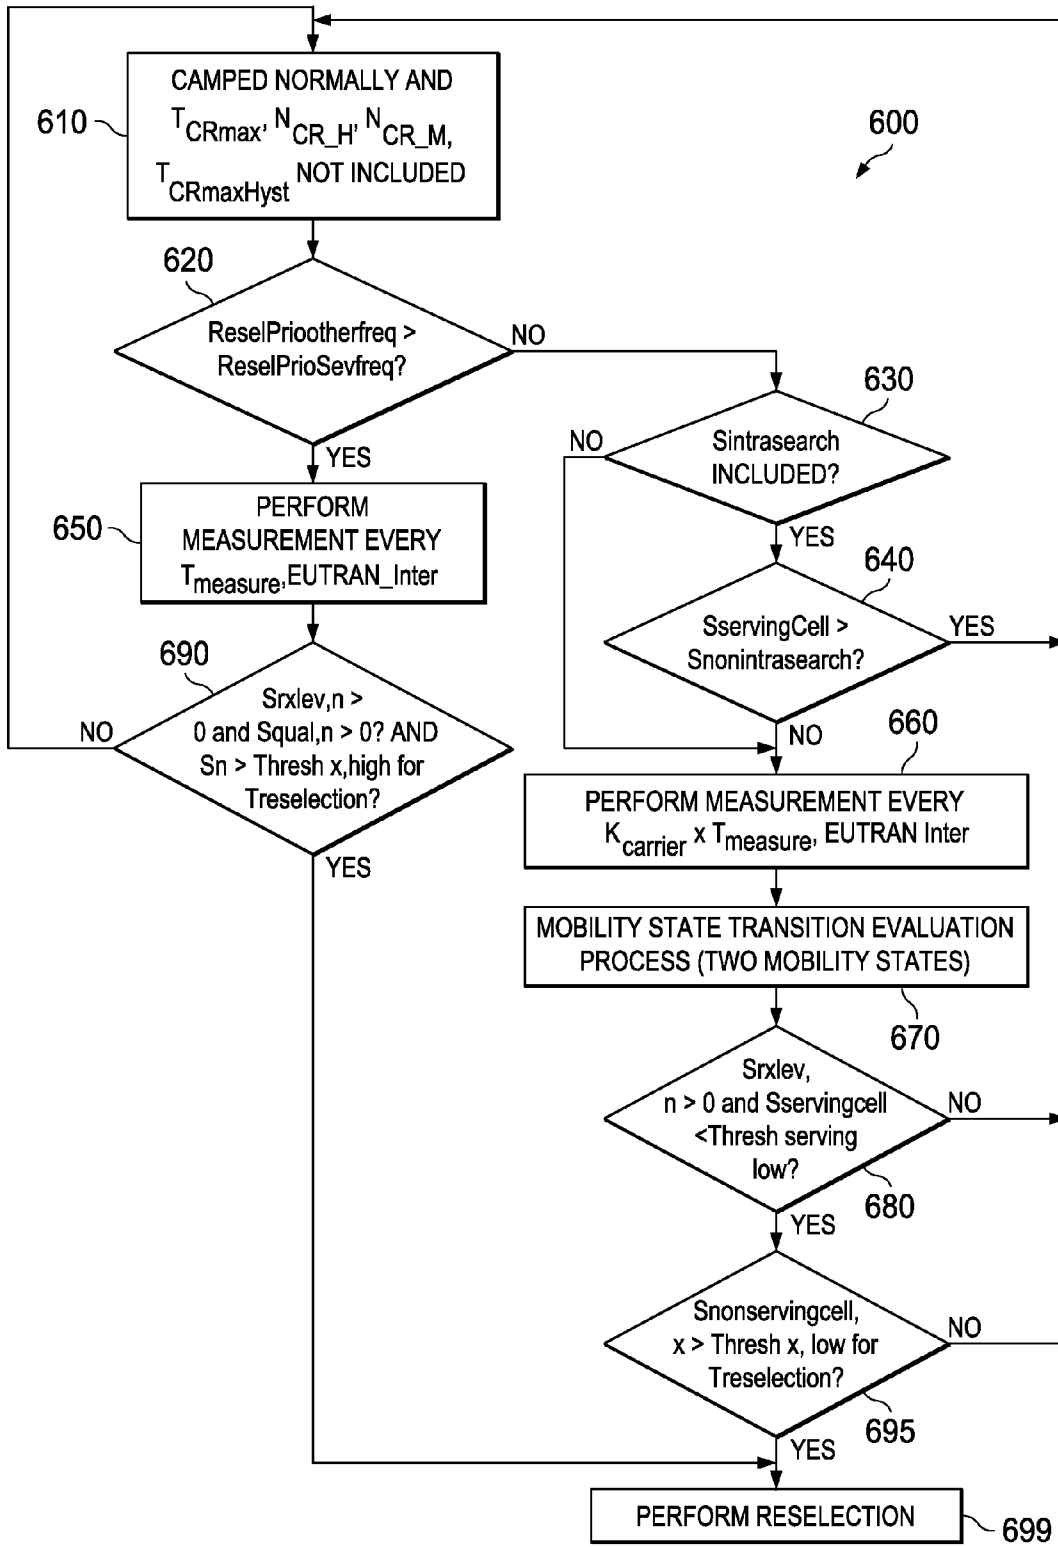 CAMPED NORMALLY AND
TCRmax, NCR_H, NCR_M,
TCRmaxHyst NOT INCLUDED
610
600
620
ReselPriootherfreq >
ReselPrioSevfreq?
NO
YES
630
Sintrasearch
INCLUDED?
NO
YES
650
PERFORM
MEASUREMENT EVERY
Tmeasure,EUTRAN_Inter
640
SservingCell >
Snonintrasearch?
YES
NO
690
Srxlev,n >
0 and Squal,n > 0? AND
Sn > Thresh x,high for
Treselection?
NO
YES
660
PERFORM MEASUREMENT EVERY
Kcarrier x Tmeasure, EUTRAN Inter
MOBILITY STATE TRANSITION EVALUATION
PROCESS (TWO MOBILITY STATES)
670
Srxlev,
n > 0 and Sservingcell
<Thresh serving
low?
NO
680
YES
Snonservingcell,
x > Thresh x, low for
Treselection?
NO
695
YES
PERFORM RESELECTION
699